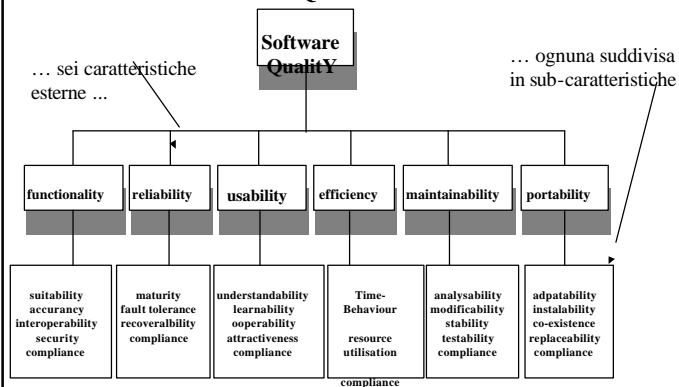 Software
QualitY
… sei caratteristiche
esterne ...
… ognuna suddivisa
in sub-caratteristiche
functionality
reliability
usability
efficiency
maintainability
portability
suitability
accurancy
interoperability
security
compliance
maturity
fault tolerance
recoveralbility
compliance
understandability
learnability
ooperability
attractiveness
compliance
Time-
Behaviour
resource
utilisation
compliance
analysability
modificability
stability
testability
compliance
adpatability
instalability
co-existence
replaceability
compliance